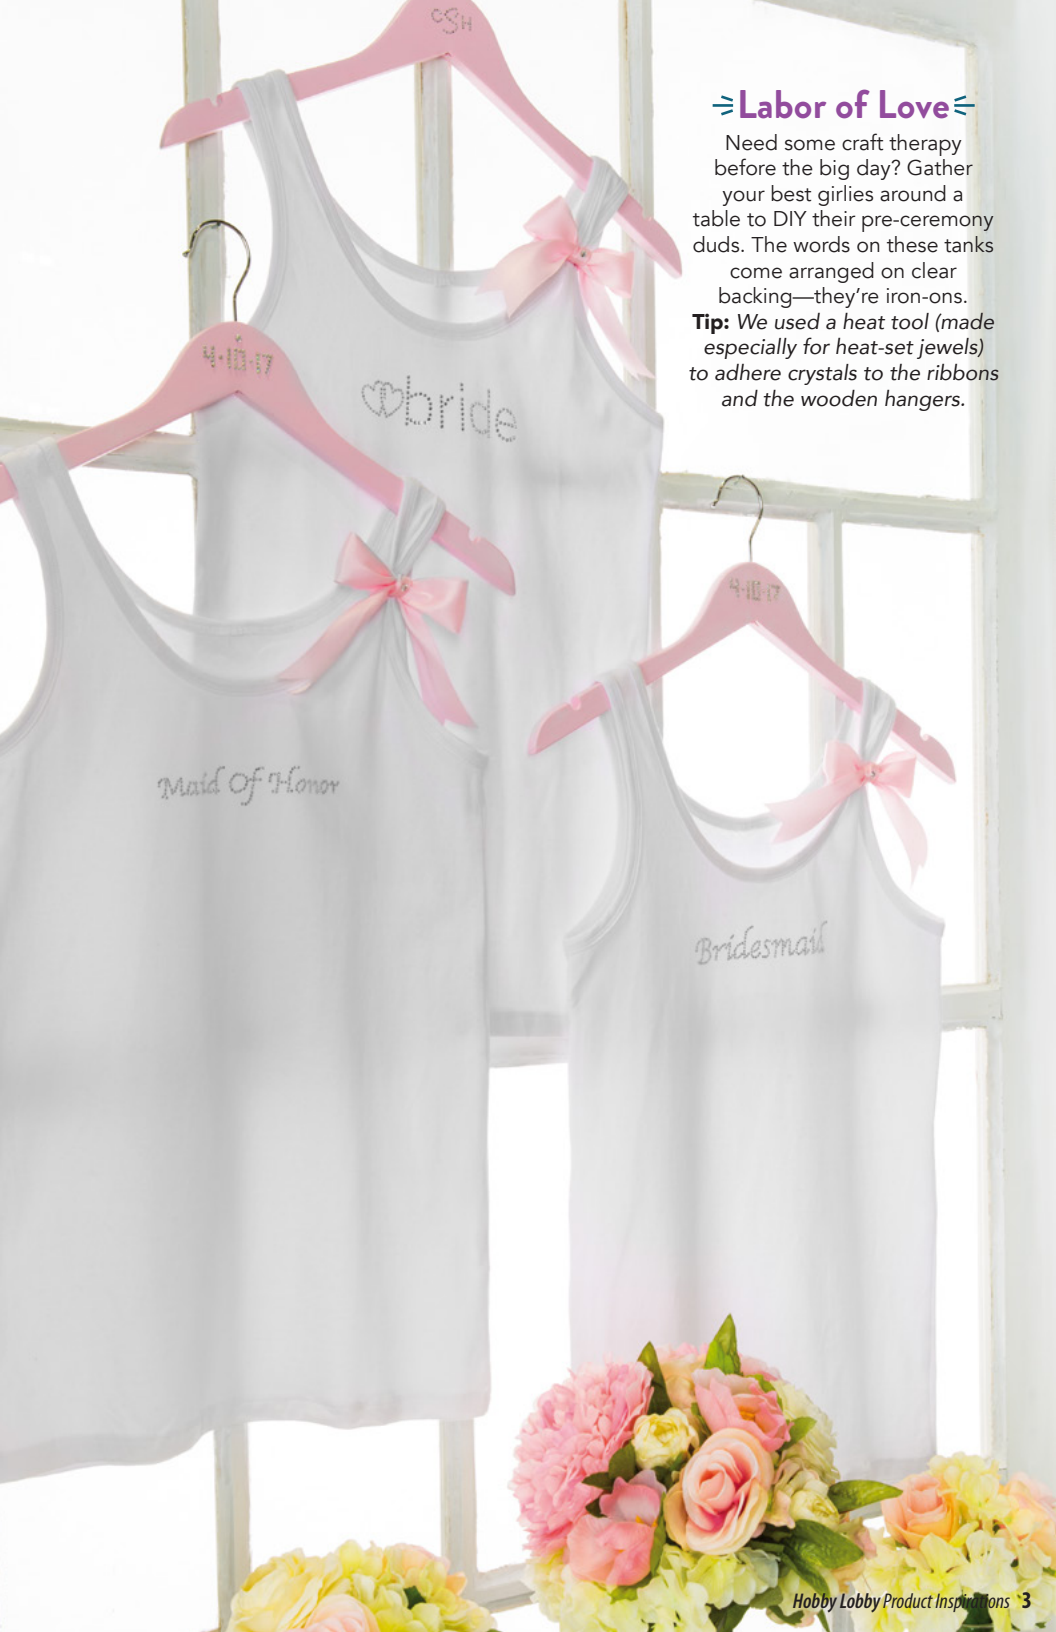 CSH
Labor of Love
Need some craft therapy
before the big day? Gather
your best girlies around a
table to DIY their pre-ceremony
duds. The words on these tanks
come arranged on clear
backing—they're iron-ons.
Tip: We used a heat tool (made
especially for heat-set jewels)
to adhere crystals to the ribbons
and the wooden hangers.
4·10·17
bride
4·10·17
Maid Of Honor
Bridesmaid
Hobby Lobby Product Inspirations 3